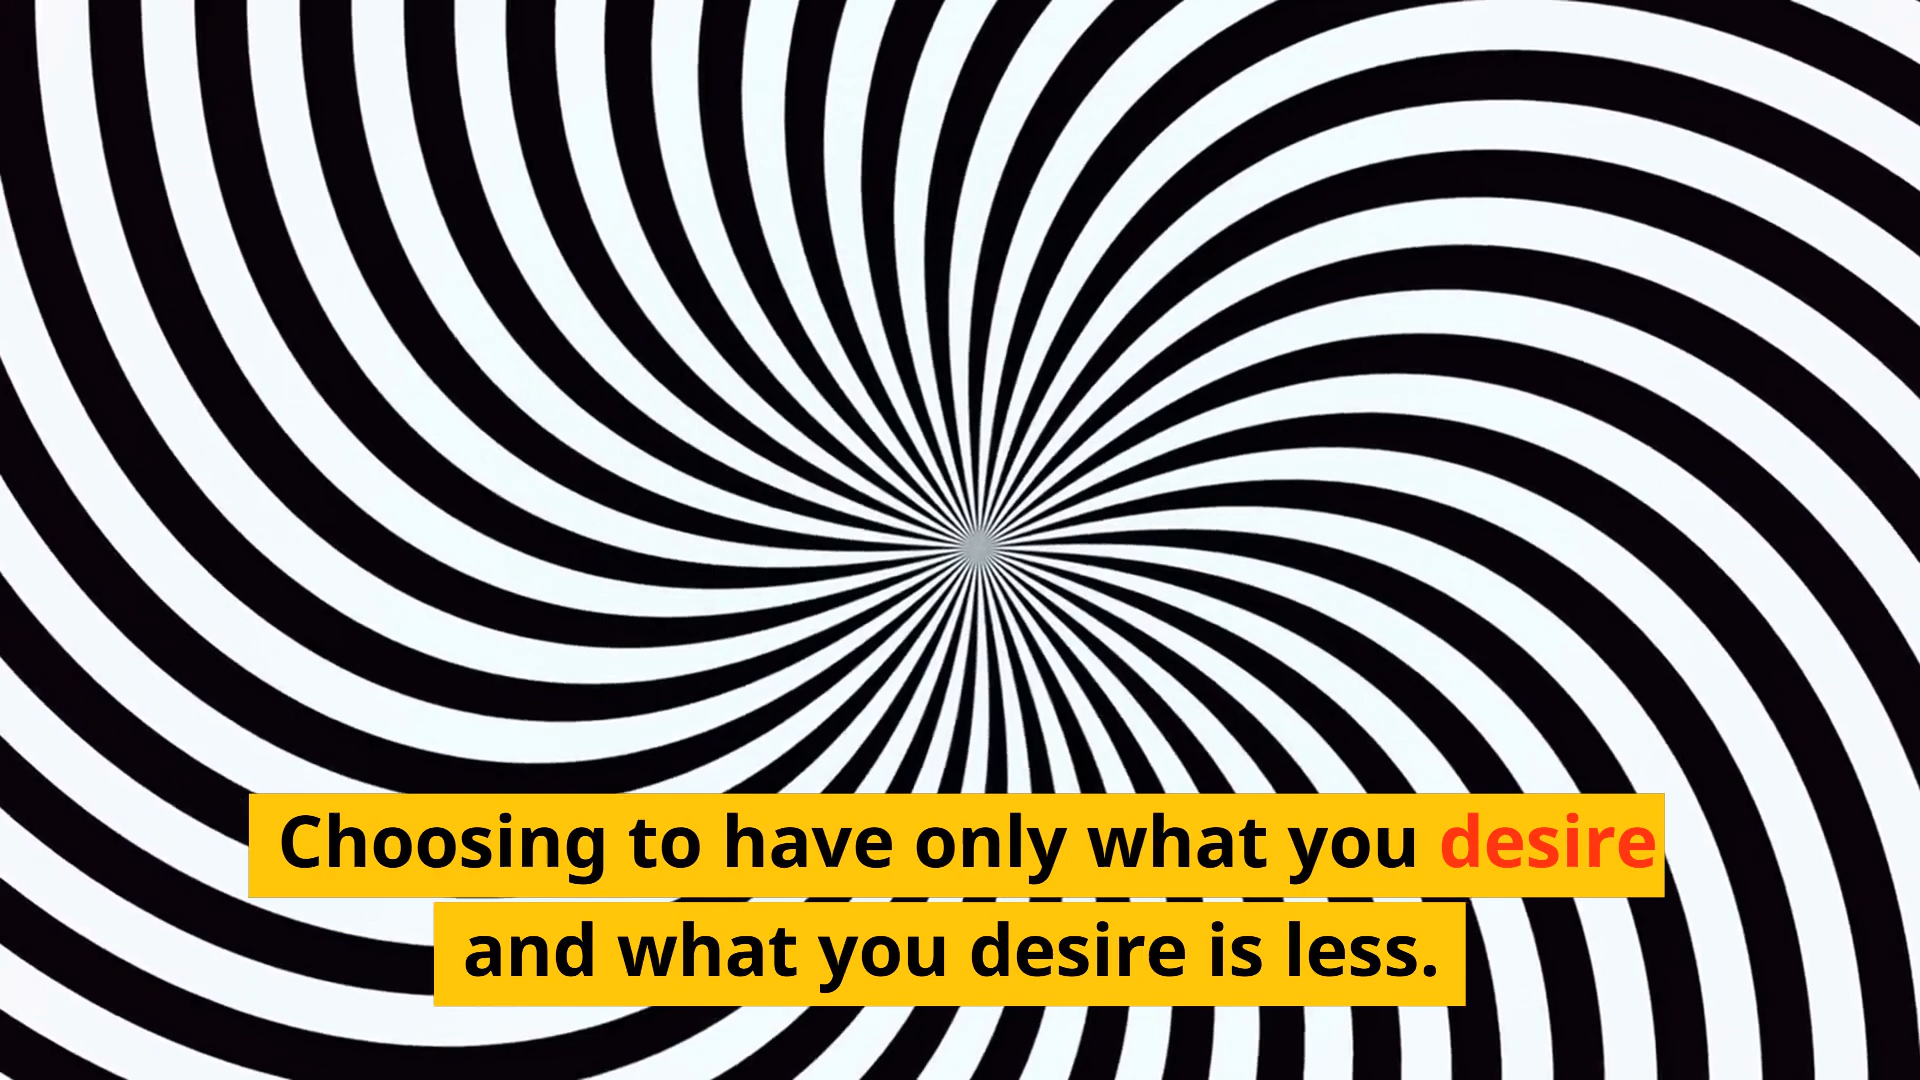 Choosing to have only what you desire
and what you desire is less.